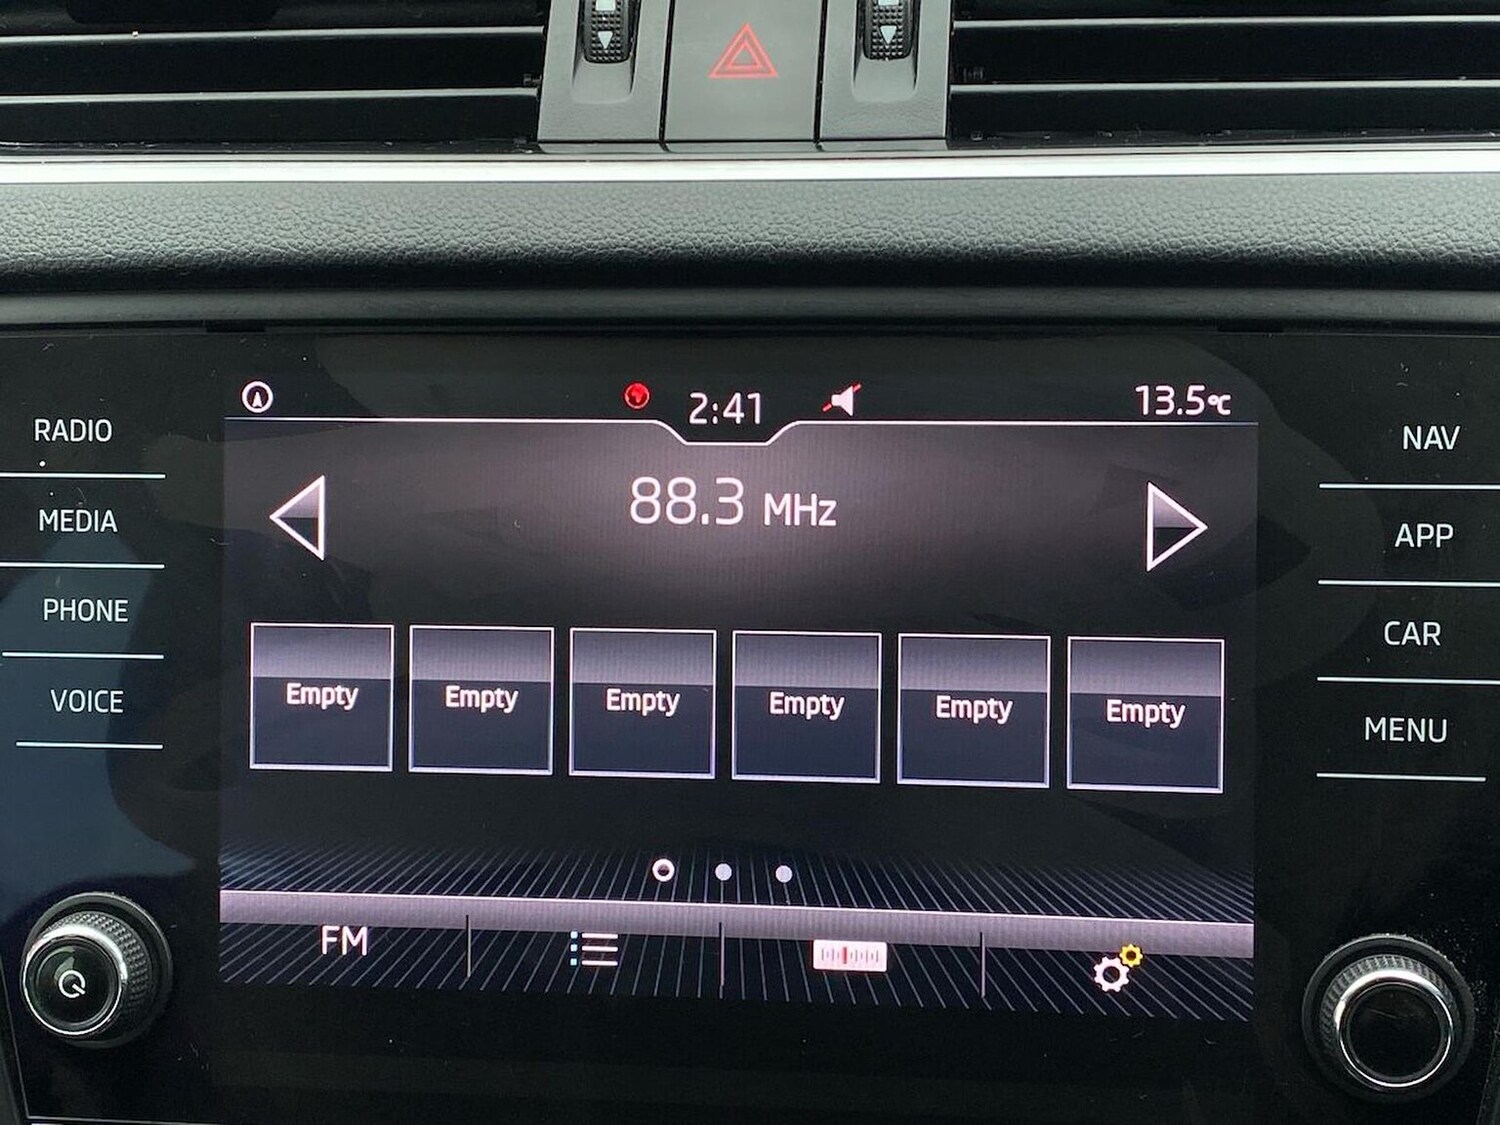 2:41
13.5°C
RADIO
NAV
88.3 MHz
MEDIA
APP
PHONE
CAR
Empty Empty Empty Empty Empty Empty
VOICE
MENU
FM